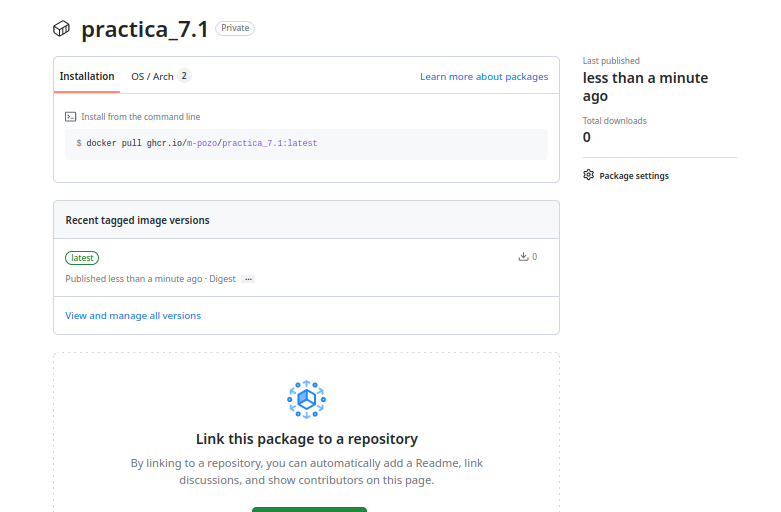 practica_7.1 Private
Installation OS / Arch 2 Learn more about packages
Install from the command line
$ docker pull ghcr.io/m-pozo/practica_7.1:latest
Recent tagged image versions
latest 0
Published less than a minute ago · Digest ...
View and manage all versions
Link this package to a repository
By linking to a repository, you can automatically add a Readme, link
discussions, and show contributors on this page.
Last published
less than a minute
ago
Total downloads
0
Package settings